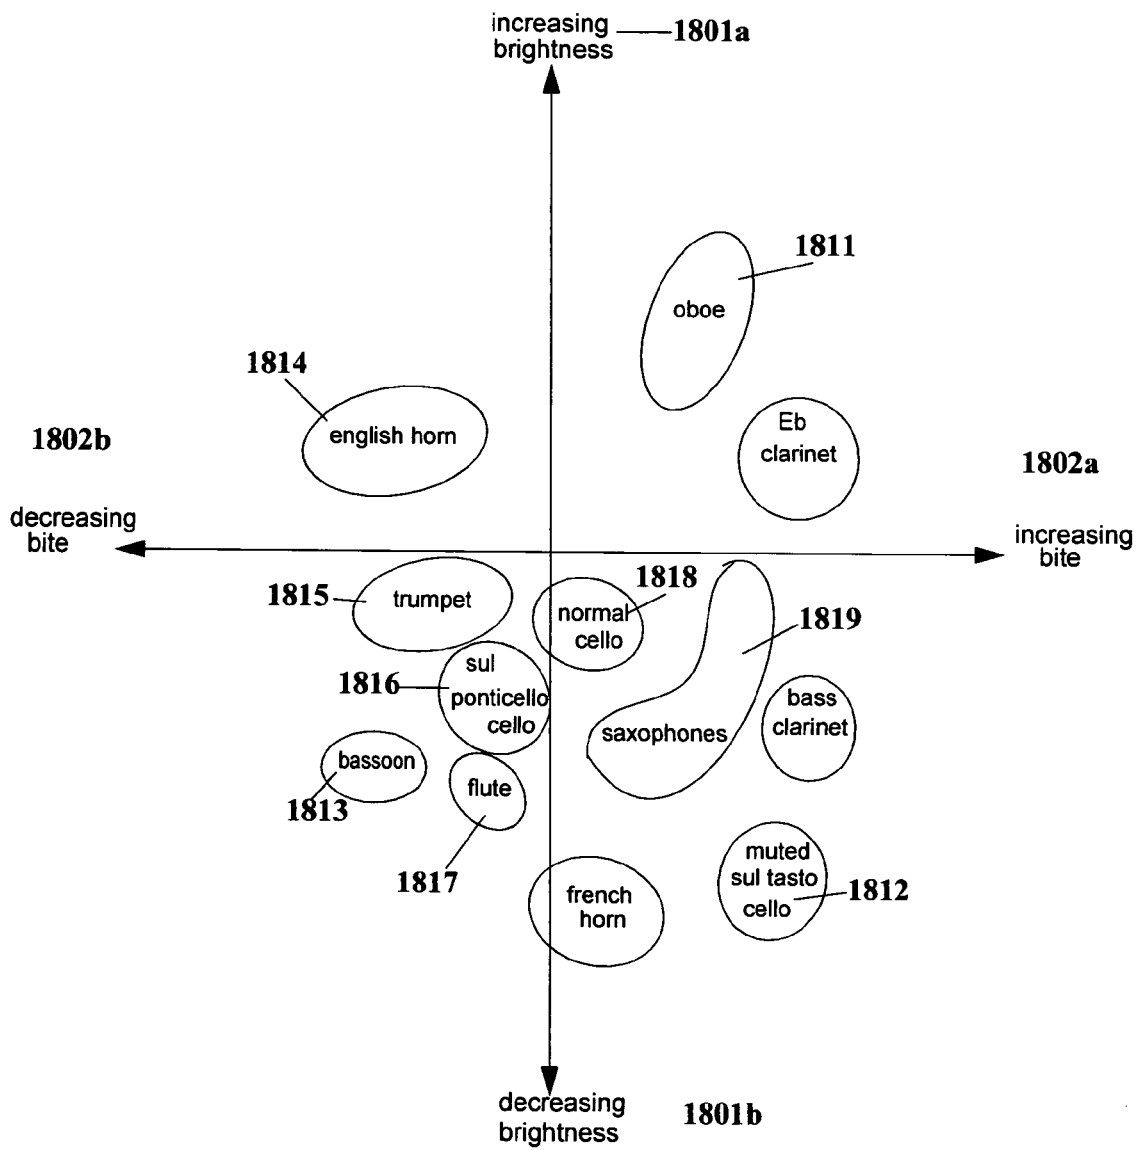 increasing
brightness
1801a
1811
oboe
1814
english horn
Eb
clarinet
1802b
1802a
decreasing
bite
increasing
bite
1815
trumpet
1818
normal
cello
1819
1816
sul
ponticello
cello
saxophones
bass
clarinet
bassoon
1813
flute
1817
french
horn
muted
sul tasto
cello
1812
decreasing
brightness
1801b